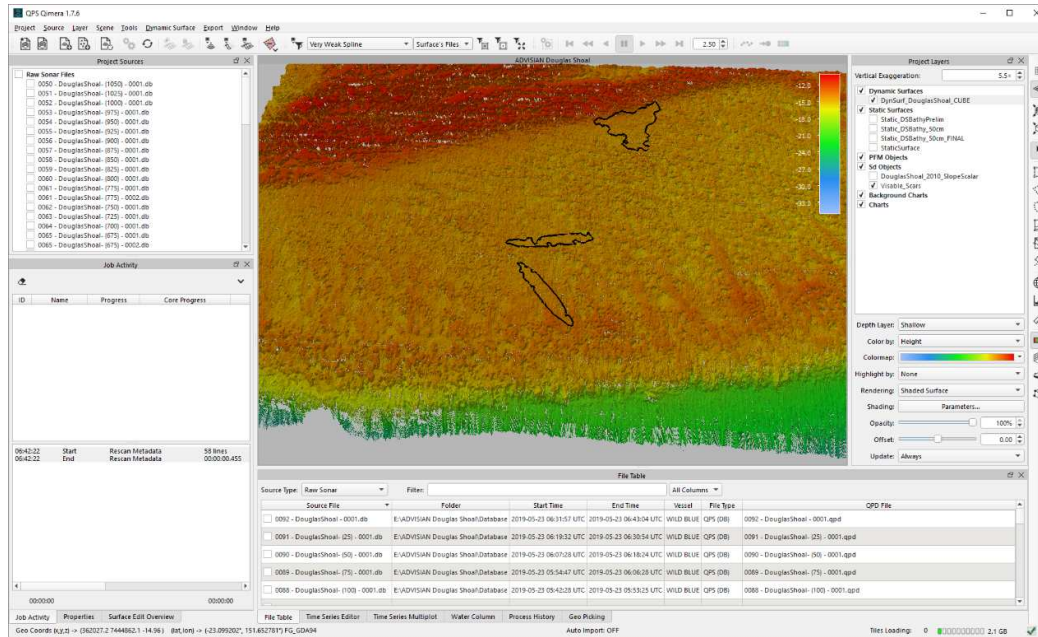 QPS Qimera 1.7.6
Project Source Layer Scene Tools Dynamic Surface Export Window Help
Very Weak Spline Surface's Files 2.50
Project Sources
Raw Sonar Files
0050 - DouglasShoal- (1050) - 0001.db
0051 - DouglasShoal- (1025) - 0001.db
0052 - DouglasShoal- (1000) - 0001.db
0053 - DouglasShoal- (975) - 0001.db
0054 - DouglasShoal- (950) - 0001.db
0055 - DouglasShoal- (925) - 0001.db
0056 - DouglasShoal- (900) - 0001.db
0057 - DouglasShoal- (875) - 0001.db
0058 - DouglasShoal- (850) - 0001.db
0059 - DouglasShoal- (825) - 0001.db
0060 - DouglasShoal- (800) - 0001.db
0061 - DouglasShoal- (775) - 0001.db
0061 - DouglasShoal- (775) - 0002.db
0062 - DouglasShoal- (750) - 0001.db
0063 - DouglasShoal- (725) - 0001.db
0064 - DouglasShoal- (700) - 0001.db
0065 - DouglasShoal- (675) - 0001.db
0065 - DouglasShoal- (675) - 0002.db
Job Activity
ID Name Progress Core Progress
06:42:22 Start Rescan Metadata 58 lines
06:42:22 End Rescan Metadata 00:00:00.455
00:00:00 00:00:00
Job Activity Properties Surface Edit Overview
ADVISIAN Douglas Shoal
-12.0
-15.0
-18.0
-21.0
-24.0
-27.0
-30.0
-33.0
Project Layers
Vertical Exaggeration: 5.5×
Dynamic Surfaces
DynSurf_DouglasShoal_CUBE
Static Surfaces
Static_DSBathyPrelim
Static_DSBathy_50cm
Static_DSBathy_50cm_FINAL
StaticSurface
PFM Objects
Sd Objects
DouglasShoal_2010_SlopeScalar
Visable_Scars
Background Charts
Charts
Depth Layer: Shallow
Color by: Height
Colormap:
Highlight by: None
Rendering: Shaded Surface
Shading: Parameters...
Opacity: 100%
Offset: 0.00
Update: Always
File Table
Source Type: Raw Sonar Filter: All Columns
Source File Folder Start Time End Time Vessel File Type QPD File
0092 - DouglasShoal - 0001.db E:\ADVISIAN Douglas Shoal\Database 2019-05-23 06:31:57 UTC 2019-05-23 06:43:04 UTC WILD BLUE QPS (DB) 0092 - DouglasShoal - 0001.qpd
0091 - DouglasShoal- (25) - 0001.db E:\ADVISIAN Douglas Shoal\Database 2019-05-23 06:19:32 UTC 2019-05-23 06:30:54 UTC WILD BLUE QPS (DB) 0091 - DouglasShoal- (25) - 0001.qpd
0090 - DouglasShoal- (50) - 0001.db E:\ADVISIAN Douglas Shoal\Database 2019-05-23 06:07:28 UTC 2019-05-23 06:18:24 UTC WILD BLUE QPS (DB) 0090 - DouglasShoal- (50) - 0001.qpd
0089 - DouglasShoal- (75) - 0001.db E:\ADVISIAN Douglas Shoal\Database 2019-05-23 05:54:47 UTC 2019-05-23 06:06:28 UTC WILD BLUE QPS (DB) 0089 - DouglasShoal- (75) - 0001.qpd
0088 - DouglasShoal- (100) - 0001.db E:\ADVISIAN Douglas Shoal\Database 2019-05-23 05:42:28 UTC 2019-05-23 05:53:25 UTC WILD BLUE QPS (DB) 0088 - DouglasShoal- (100) - 0001.qpd
File Table Time Series Editor Time Series Multiplot Water Column Process History Geo Picking
Geo Coords (x,y,z) -> (362027.2 7444862.1 -14.96 ) (lat,lon) -> (-23.099202°, 151.652781°) FG_GDA94 Auto Import: OFF Tiles Loading: 0 2.1 GB